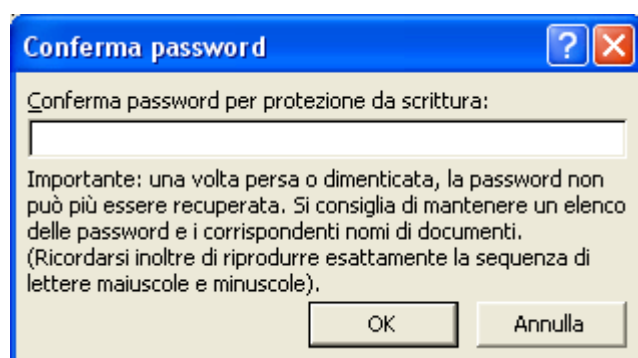 Conferma password
?
Conferma password per protezione da scrittura:
Importante: una volta persa o dimenticata, la password non
può più essere recuperata. Si consiglia di mantenere un elenco
delle password e i corrispondenti nomi di documenti.
(Ricordarsi inoltre di riprodurre esattamente la sequenza di
lettere maiuscole e minuscole).
OK
Annulla